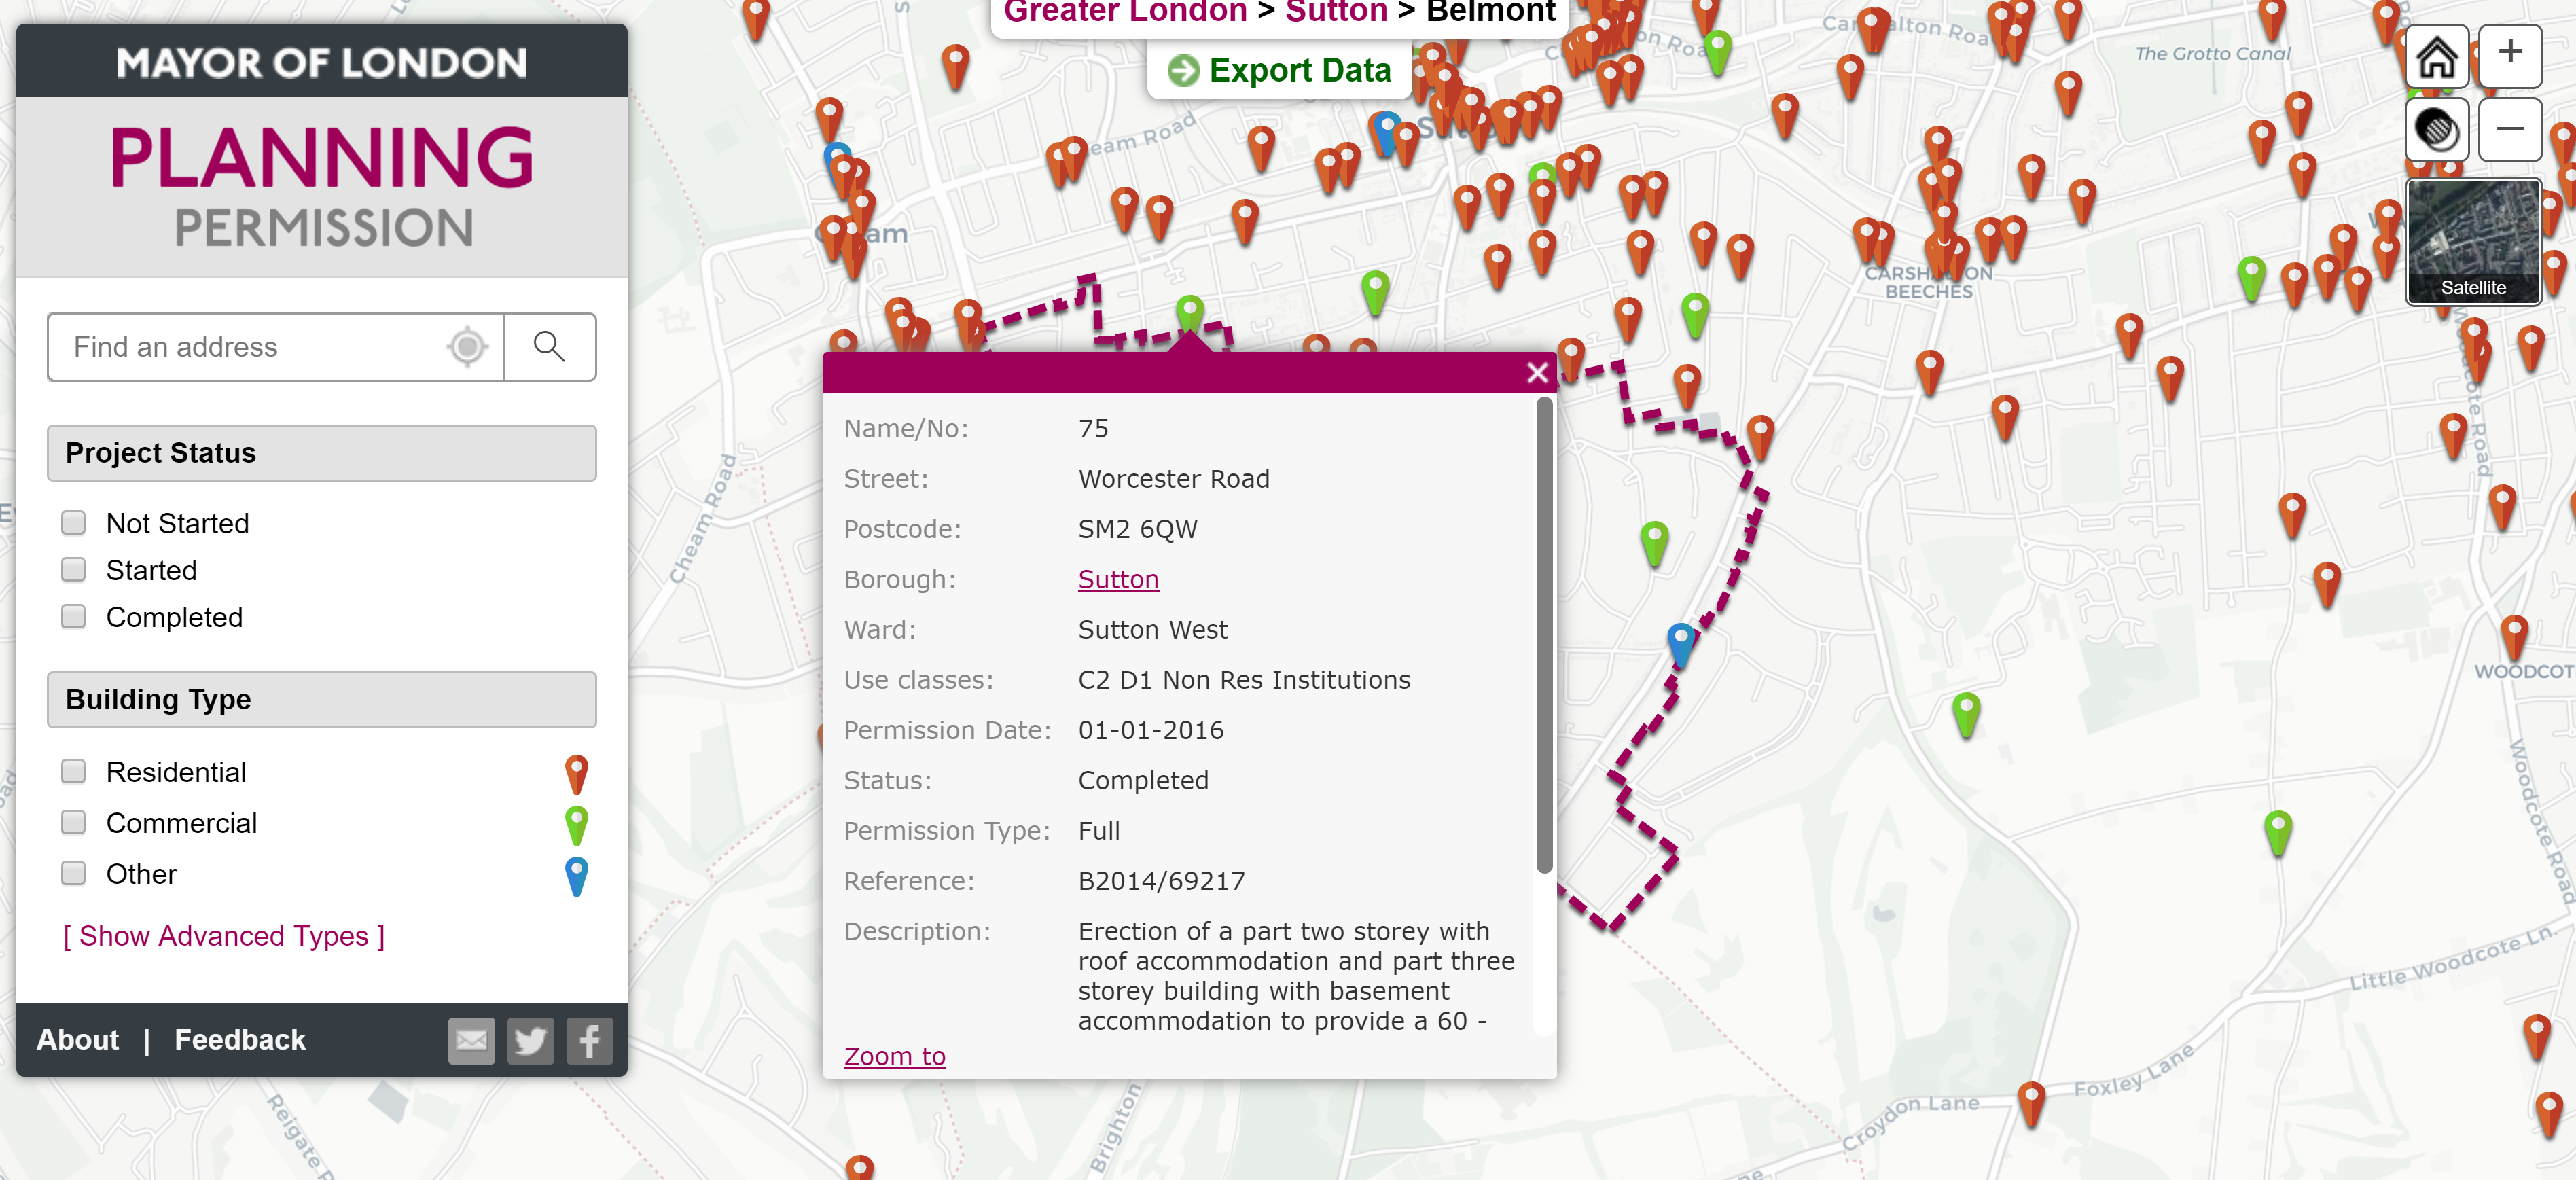 MAYOR OF LONDON
PLANNING
PERMISSION
Find an address
Project Status
Not Started
Started
Completed
Building Type
Residential
Commercial
Other
[ Show Advanced Types ]
About | Feedback
Greater London > Sutton > Belmont
Export Data
Name/No: 75
Street: Worcester Road
Postcode: SM2 6QW
Borough: Sutton
Ward: Sutton West
Use classes: C2 D1 Non Res Institutions
Permission Date: 01-01-2016
Status: Completed
Permission Type: Full
Reference: B2014/69217
Description: Erection of a part two storey with
roof accommodation and part three
storey building with basement
accommodation to provide a 60 -
Zoom to
The Grotto Canal
Satellite
CARSHALTON
BEECHES
Cheam Road
Woodcote Road
Little Woodcote Ln.
Foxley Lane
Croydon Lane
Brighton